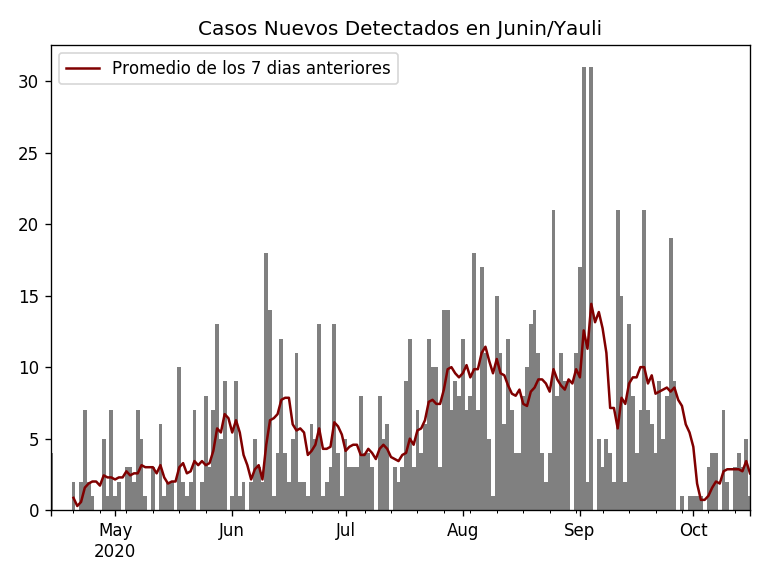 Casos Nuevos Detectados en Junin/Yauli
Promedio de los 7 dias anteriores
30
25
20
15
10
5
0
May Jun Jul Aug Sep Oct
2020